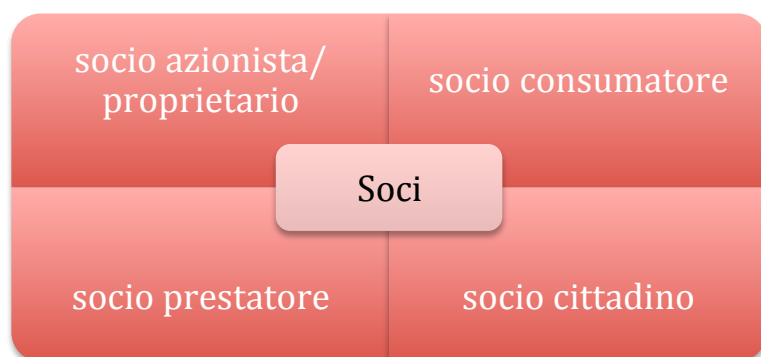 socio azionista/
proprietario
socio consumatore
Soci
socio prestatore
socio cittadino